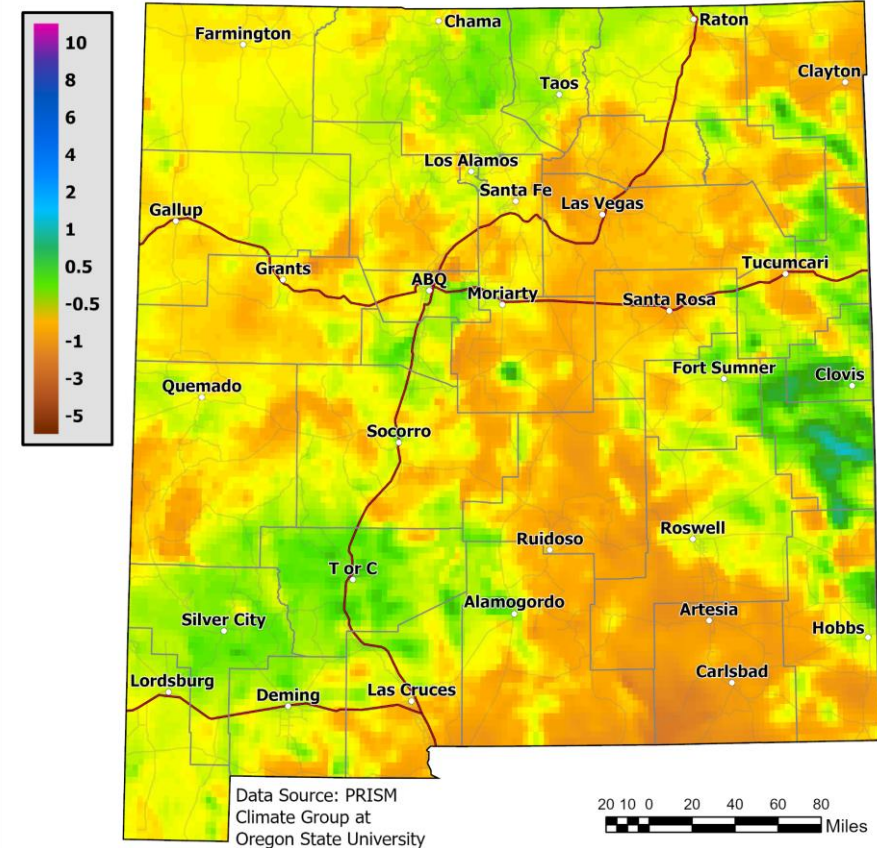 10
8
6
4
2
1
0.5
-0.5
-1
-3
-5
Farmington
Chama
Raton
Clayton
Taos
Los Alamos
Santa Fe
Las Vegas
Gallup
Grants
ABQ
Moriarty
Tucumcari
Santa Rosa
Quemado
Fort Sumner
Clovis
Socorro
Ruidoso
Roswell
T or C
Silver City
Alamogordo
Artesia
Hobbs
Lordsburg
Deming
Las Cruces
Carlsbad
Data Source: PRISM
Climate Group at
Oregon State University
20 10 0 20 40 60 80
Miles